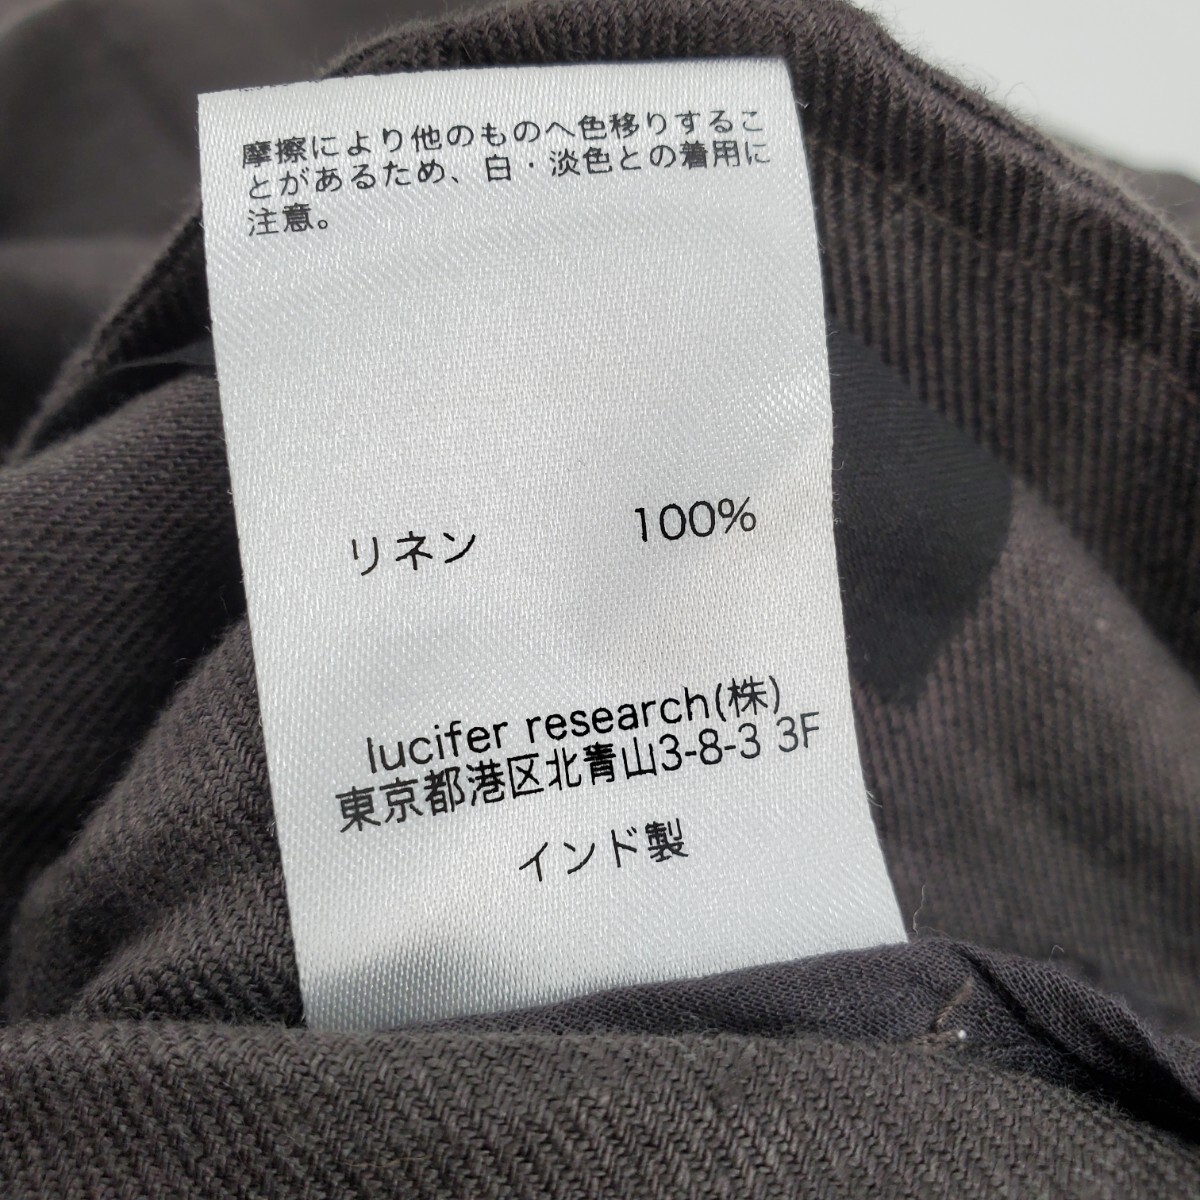 摩擦により他のものへ色移りするこ
とがあるため、白・淡色との着用に
注意。
リネン 100%
lucifer research(株)
東京都港区北青山3-8-3 3F
インド製